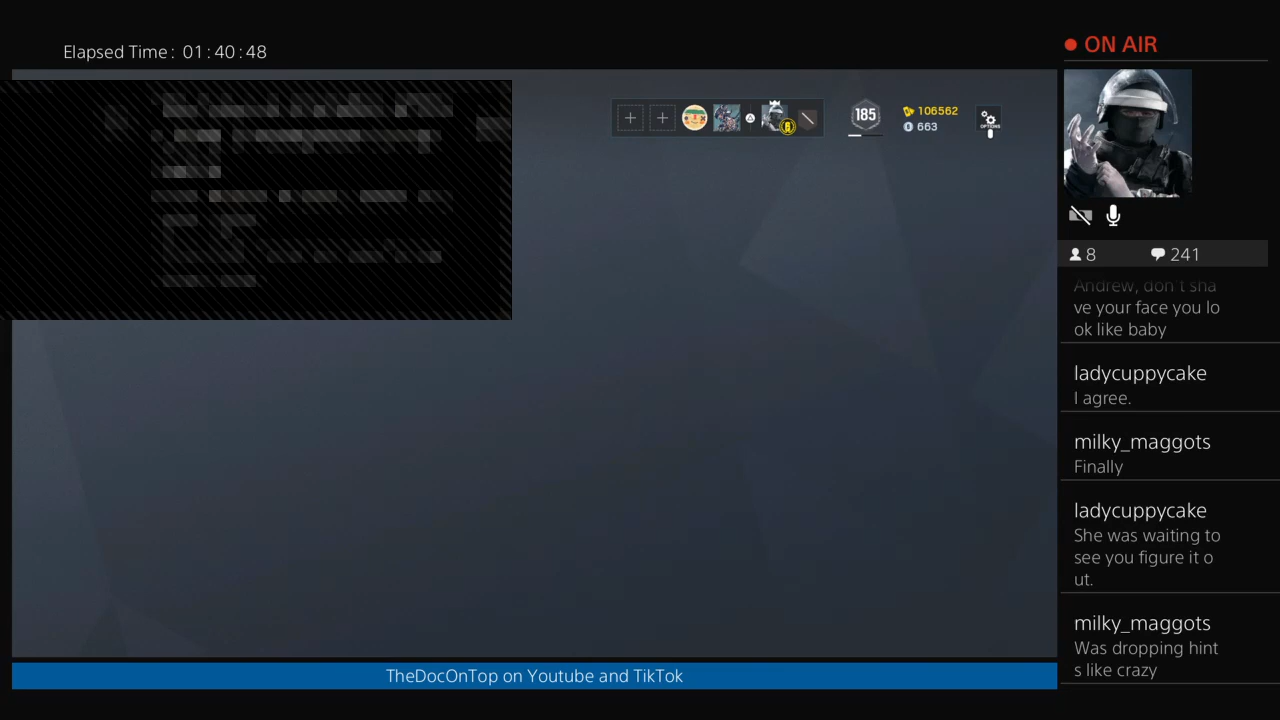 Elapsed Time: 01:40:48
ON AIR
185
106562
663
OPTIONS
8
241
Andrew, don't sha
ve your face you lo
ok like baby
ladycuppycake
I agree.
milky_maggots
Finally
ladycuppycake
She was waiting to
see you figure it o
ut.
milky_maggots
Was dropping hint
s like crazy
TheDocOnTop on Youtube and TikTok